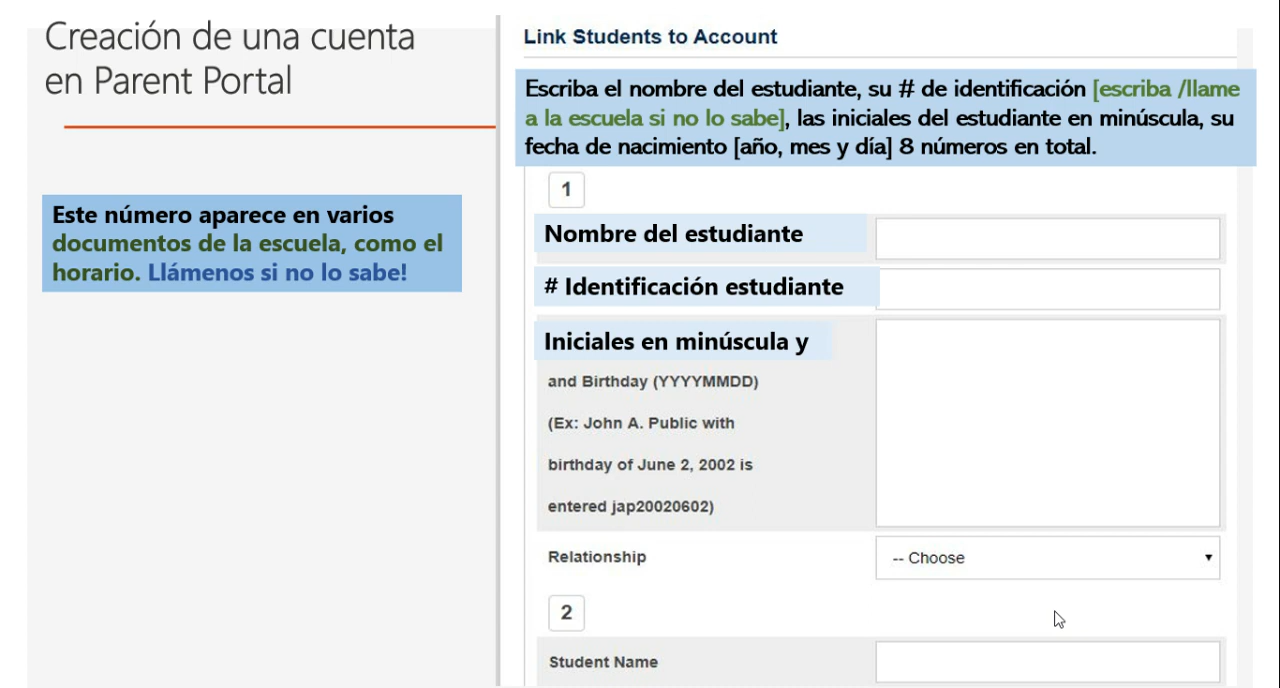 Creación de una cuenta
en Parent Portal
Este número aparece en varios
documentos de la escuela, como el
horario. Llámenos si no lo sabe!
Link Students to Account
Escriba el nombre del estudiante, su # de identificación [escriba /llame
a la escuela si no lo sabe], las iniciales del estudiante en minúscula, su
fecha de nacimiento [año, mes y día] 8 números en total.
1
Nombre del estudiante
# Identificación estudiante
Iniciales en minúscula y
and Birthday (YYYYMMDD)
(Ex: John A. Public with
birthday of June 2, 2002 is
entered jap20020602)
Relationship
-- Choose
2
Student Name